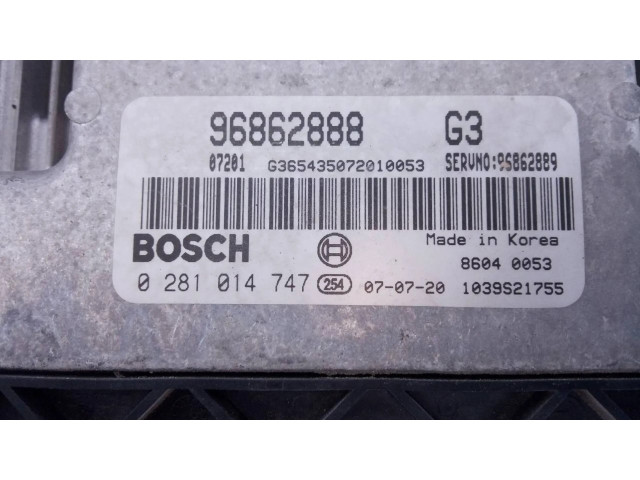 96862888 G3
07201 G365435072010053 SERVNO:96862889
BOSCH Made in Korea
8604 0053
0 281 014 747 254 07-07-20 1039S21755